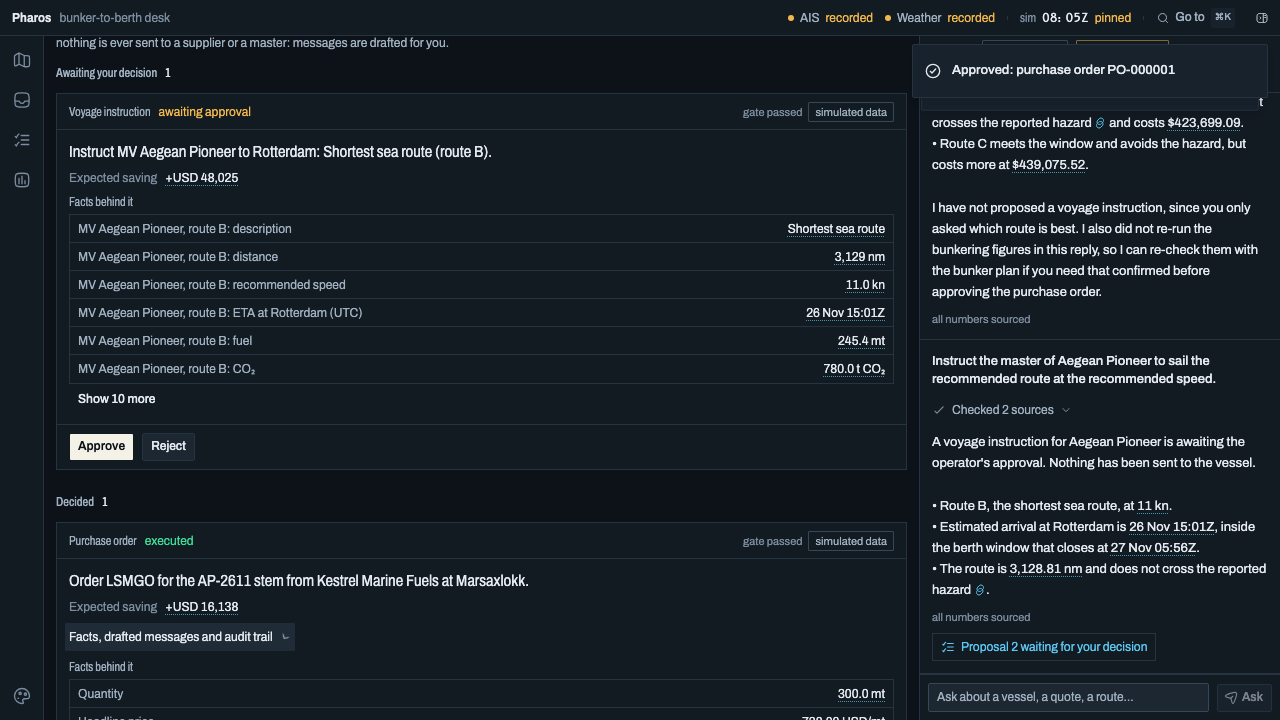 Pharos bunker-to-berth desk
AIS recorded Weather recorded sim 08:05Z pinned Go to ⌘K
nothing is ever sent to a supplier or a master: messages are drafted for you.
Awaiting your decision 1
Voyage instruction awaiting approval gate passed simulated data
Instruct MV Aegean Pioneer to Rotterdam: Shortest sea route (route B).
Expected saving +USD 48,025
Facts behind it
MV Aegean Pioneer, route B: description Shortest sea route
MV Aegean Pioneer, route B: distance 3,129 nm
MV Aegean Pioneer, route B: recommended speed 11.0 kn
MV Aegean Pioneer, route B: ETA at Rotterdam (UTC) 26 Nov 15:01Z
MV Aegean Pioneer, route B: fuel 245.4 mt
MV Aegean Pioneer, route B: CO₂ 780.0 t CO₂
Show 10 more
Approve Reject
Decided 1
Purchase order executed gate passed simulated data
Order LSMGO for the AP-2611 stem from Kestrel Marine Fuels at Marsaxlokk.
Expected saving +USD 16,138
Facts, drafted messages and audit trail
Facts behind it
Quantity 300.0 mt
Approved: purchase order PO-000001
crosses the reported hazard and costs $423,699.09.
• Route C meets the window and avoids the hazard, but
costs more at $439,075.52.
I have not proposed a voyage instruction, since you only
asked which route is best. I also did not re-run the
bunkering figures in this reply, so I can re-check them with
the bunker plan if you need that confirmed before
approving the purchase order.
all numbers sourced
Instruct the master of Aegean Pioneer to sail the
recommended route at the recommended speed.
Checked 2 sources
A voyage instruction for Aegean Pioneer is awaiting the
operator's approval. Nothing has been sent to the vessel.
• Route B, the shortest sea route, at 11 kn.
• Estimated arrival at Rotterdam is 26 Nov 15:01Z, inside
the berth window that closes at 27 Nov 05:56Z.
• The route is 3,128.81 nm and does not cross the reported
hazard.
all numbers sourced
Proposal 2 waiting for your decision
Ask about a vessel, a quote, a route... Ask